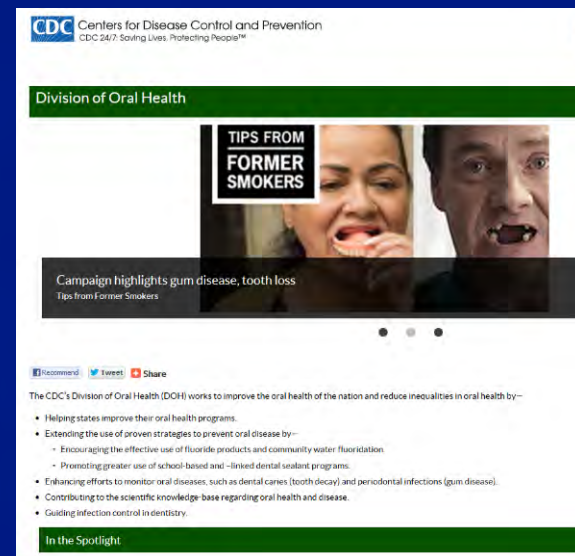 CDC Centers for Disease Control and Prevention
CDC 24/7: Saving Lives. Protecting People™
Division of Oral Health
TIPS FROM
FORMER
SMOKERS
Campaign highlights gum disease, tooth loss
Tips from Former Smokers
Recommend Tweet Share
The CDC's Division of Oral Health (DOH) works to improve the oral health of the nation and reduce inequalities in oral health by—
• Helping states improve their oral health programs.
• Extending the use of proven strategies to prevent oral disease by—
◦ Encouraging the effective use of fluoride products and community water fluoridation.
◦ Promoting greater use of school-based and –linked dental sealant programs.
• Enhancing efforts to monitor oral diseases, such as dental caries (tooth decay) and periodontal infections (gum disease).
• Contributing to the scientific knowledge-base regarding oral health and disease.
• Guiding infection control in dentistry.
In the Spotlight